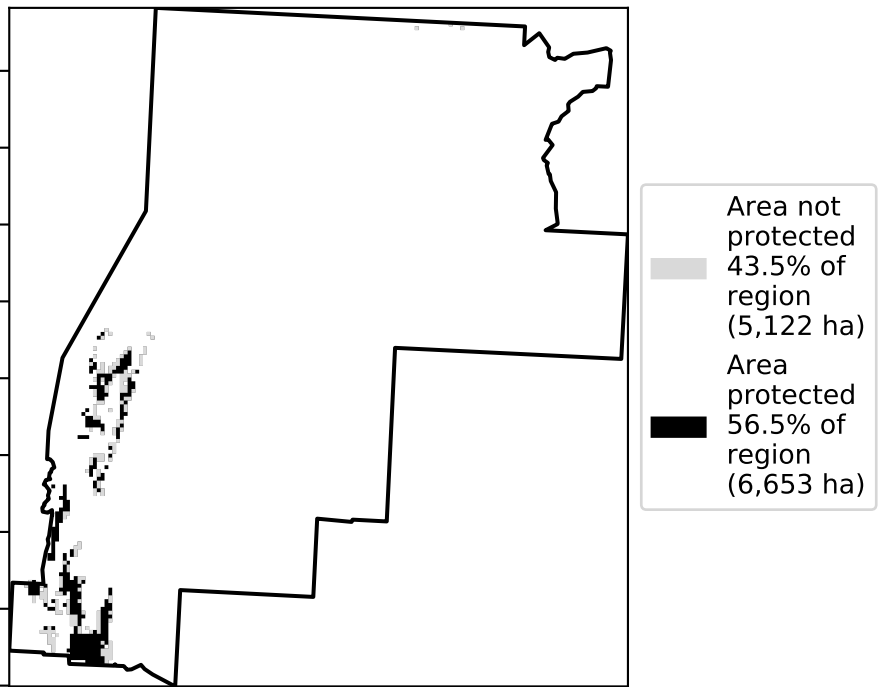 Area not
protected
43.5% of
region
(5,122 ha)
Area
protected
56.5% of
region
(6,653 ha)